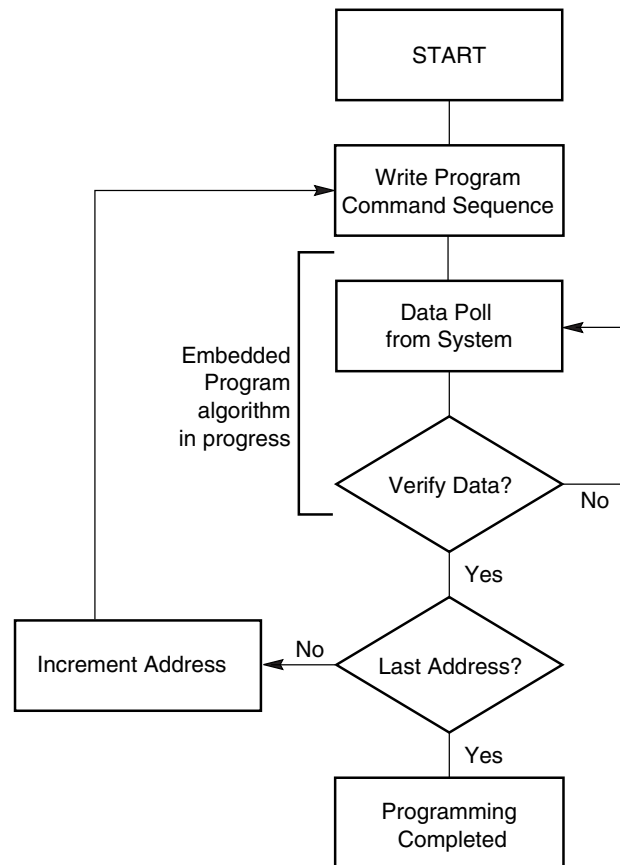 START
Write Program
Command Sequence
Data Poll
from System
Embedded
Program
algorithm
in progress
Verify Data?
No
Yes
Increment Address
No
Last Address?
Yes
Programming
Completed